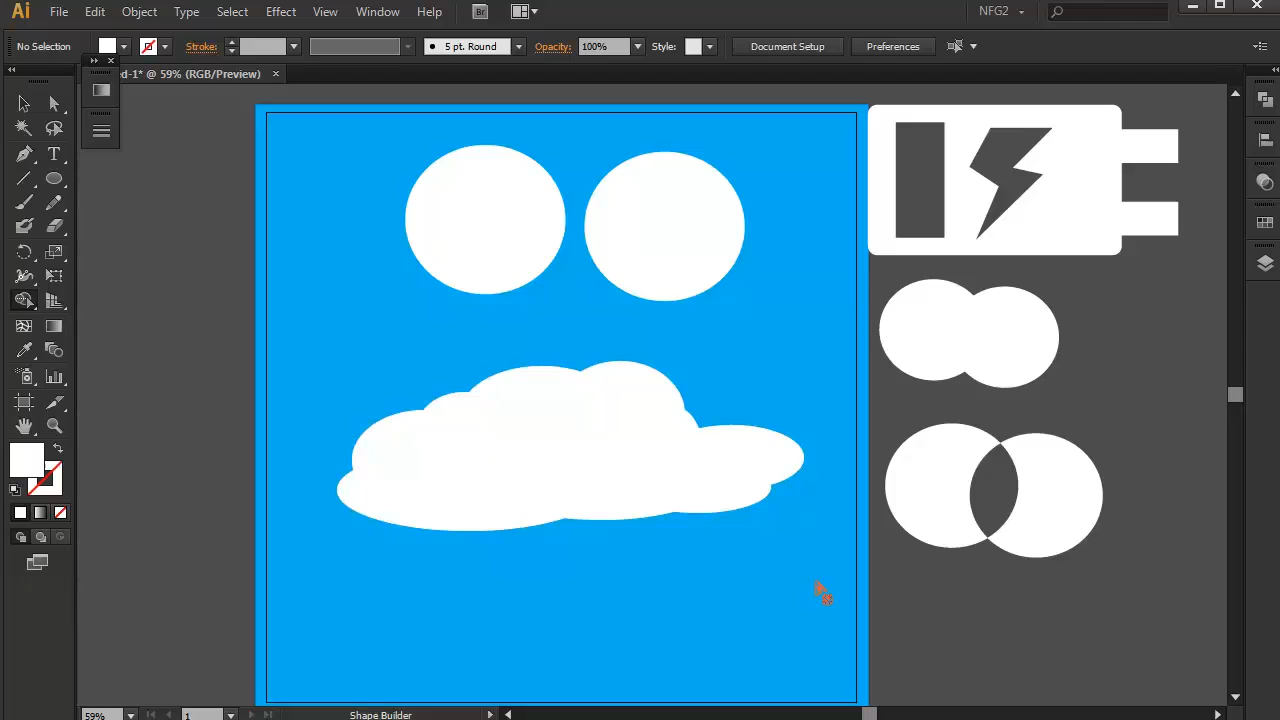 Ai File Edit Object Type Select Effect View Window Help Br NFG2
No Selection Stroke: 5 pt. Round Opacity: 100% Style: Document Setup Preferences
ed-1* @ 59% (RGB/Preview) ×
T
59% 1 Shape Builder